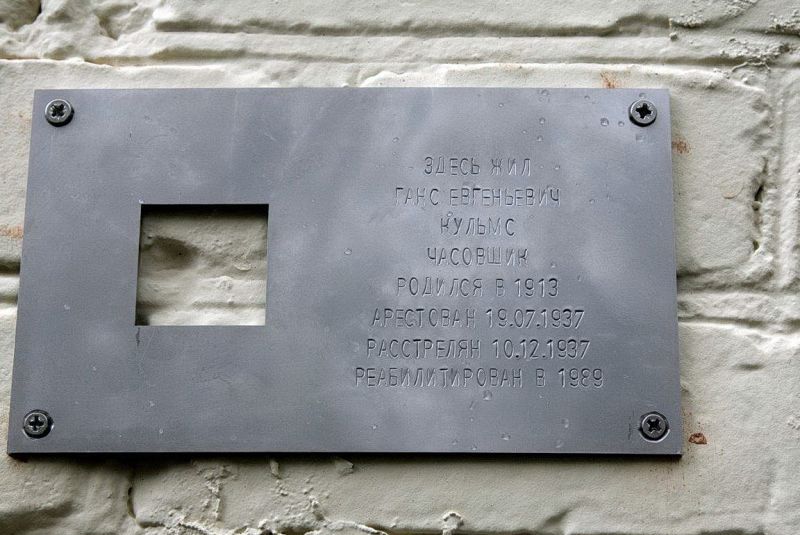 ЗДЕСЬ ЖИЛ
ГАНС ЕВГЕНЬЕВИЧ
КУЛЬМС
ЧАСОВЩИК
РОДИЛСЯ В 1913
АРЕСТОВАН 19.07.1937
РАССТРЕЛЯН 10.12.1937
РЕАБИЛИТИРОВАН В 1989